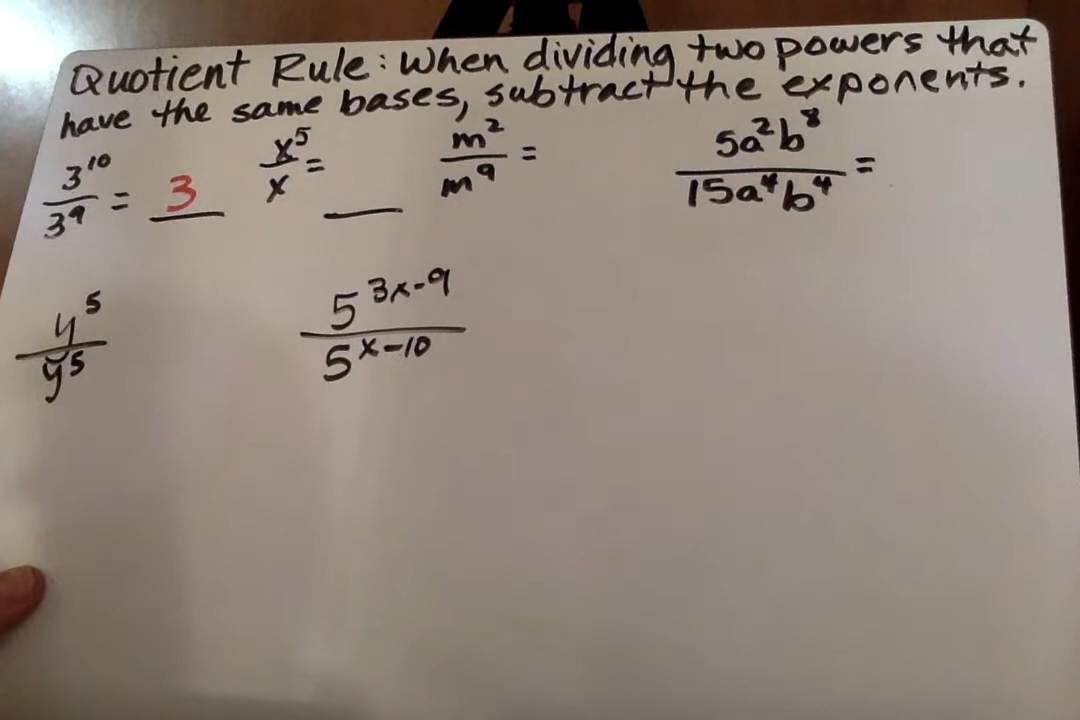 Quotient Rule: When dividing two powers that
have the same bases, subtract the exponents.
3^10/3^9 = 3   x^5/x =   m^2/m^9 =   5a^2b^8/15a^4b^4 =
y^5/y^5   5^(3x-9)/5^(x-10)